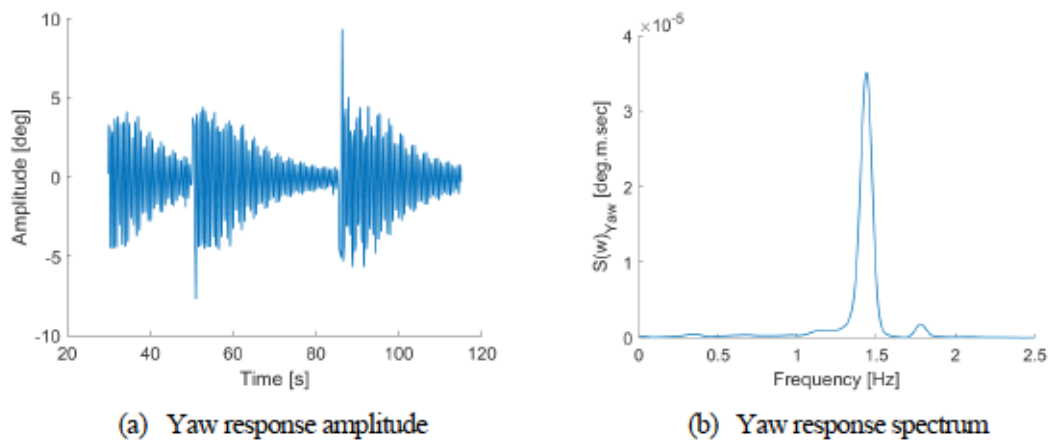 10
5
0
-5
-10
Amplitude [deg]
20 40 60 80 100 120
Time [s]
(a) Yaw response amplitude
×10⁻⁵
4
3
2
1
0
S(w)Yaw [deg.m.sec]
0 0.5 1 1.5 2 2.5
Frequency [Hz]
(b) Yaw response spectrum